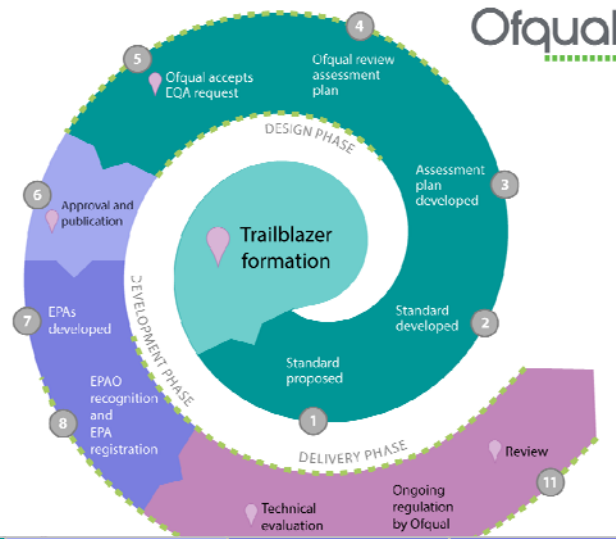 Ofqual
Trailblazer
formation
1
Standard
proposed
2
Standard
developed
3
Assessment
plan
developed
4
Ofqual review
assessment
plan
5
Ofqual accepts
EQA request
DESIGN PHASE
6
Approval and
publication
7
EPAs
developed
8
EPAO
recognition
and
EPA
registration
DEVELOPMENT PHASE
Technical
evaluation
Ongoing
regulation
by Ofqual
11
Review
DELIVERY PHASE